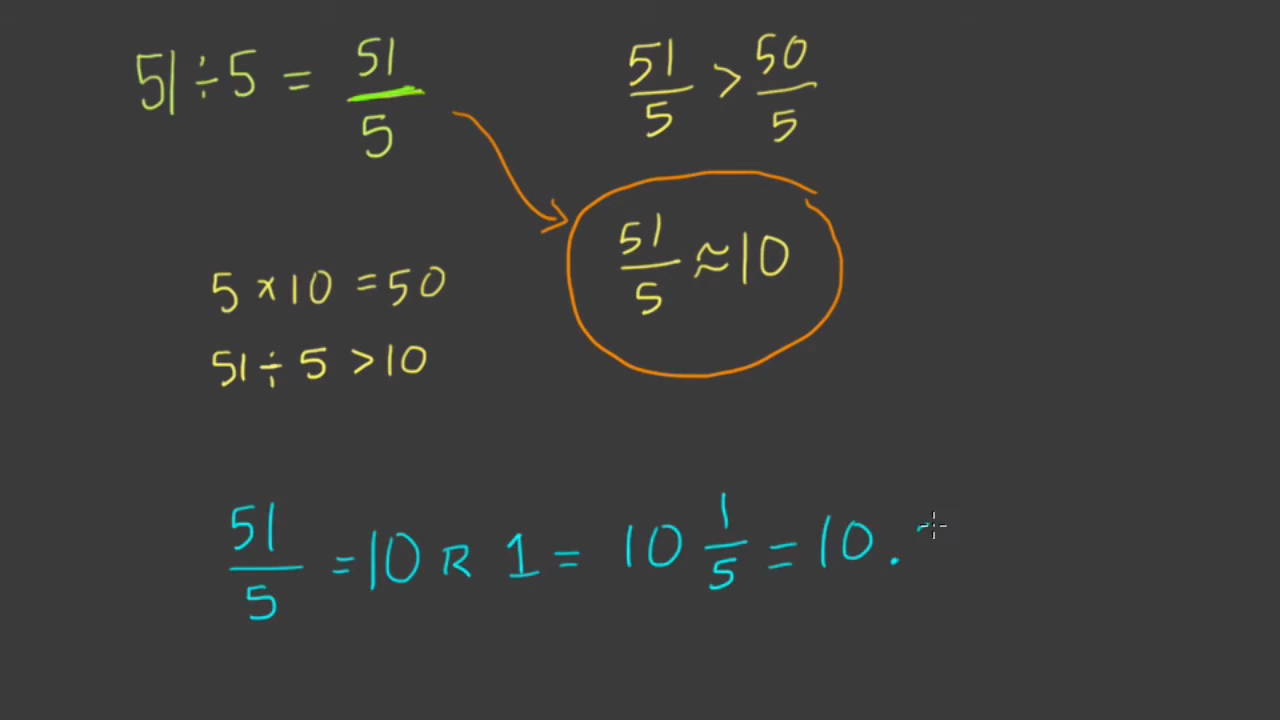 51 ÷ 5 = 51/5
51/5 > 50/5
51/5 ≈ 10
5 × 10 = 50
51 ÷ 5 > 10
51/5 = 10 R 1 = 10 1/5 = 10.